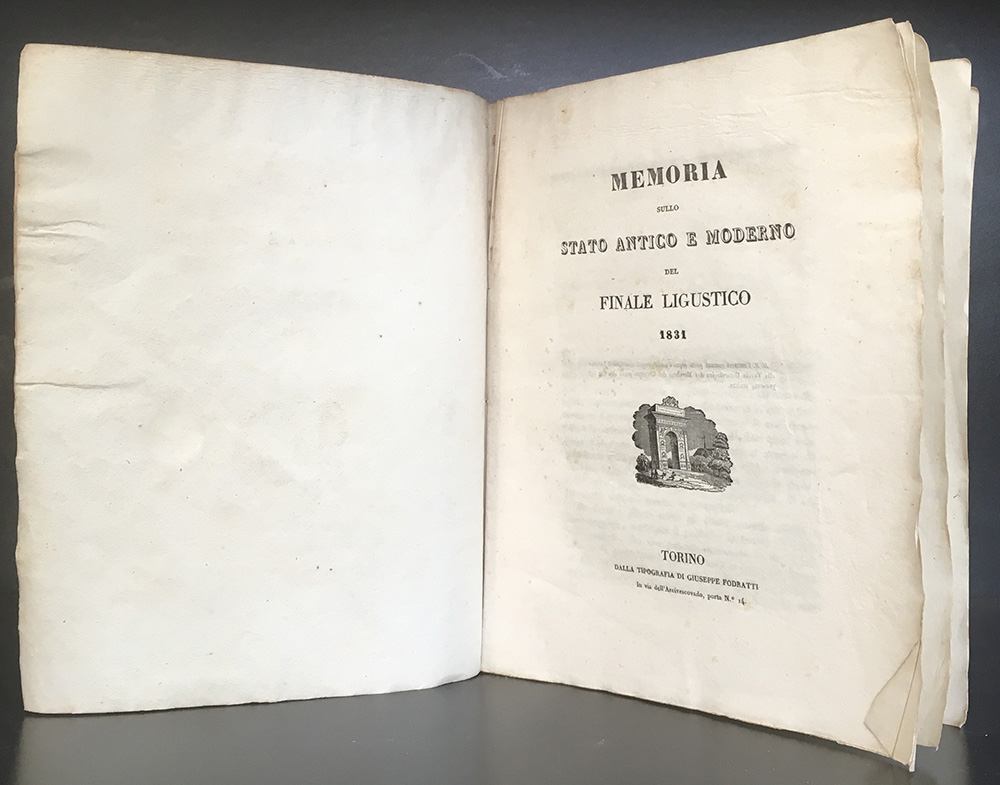 MEMORIA
SULLO
STATO ANTICO E MODERNO
DEL
FINALE LIGUSTICO
1831
TORINO
DALLA TIPOGRAFIA DI GIUSEPPE FODRATTI
In via dell'Arcivescovado, porta N.° 14.